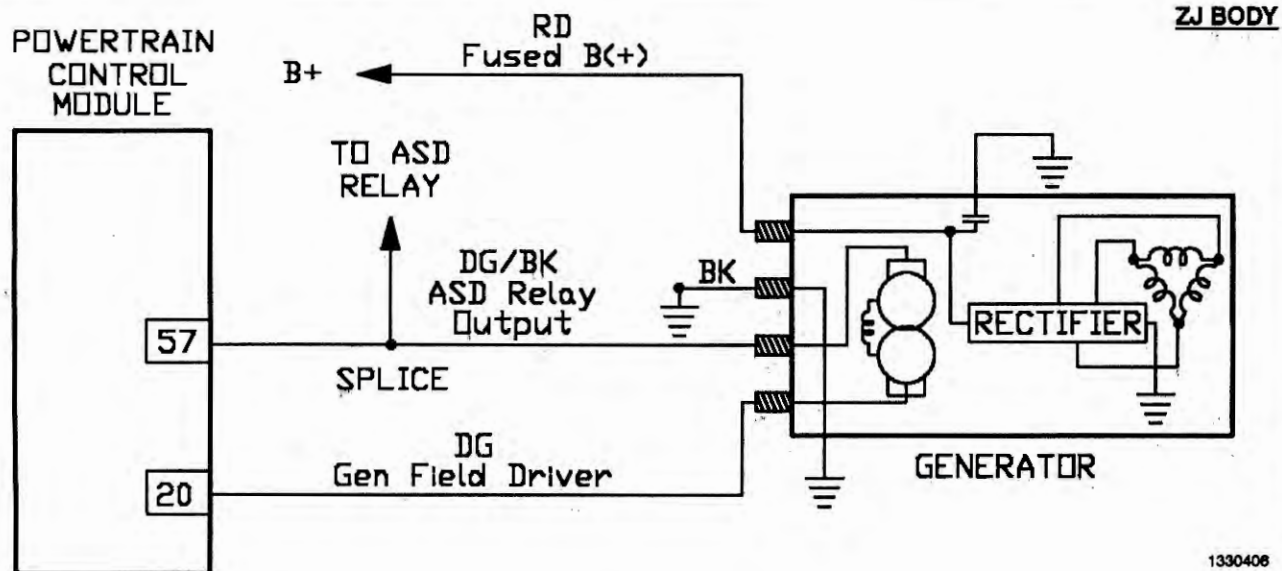 ZJ BODY
POWERTRAIN
CONTROL
MODULE
RD
Fused B(+)
B+
TO ASD
RELAY
DG/BK
ASD Relay
Output
BK
57
SPLICE
RECTIFIER
DG
Gen Field Driver
20
GENERATOR
1330406